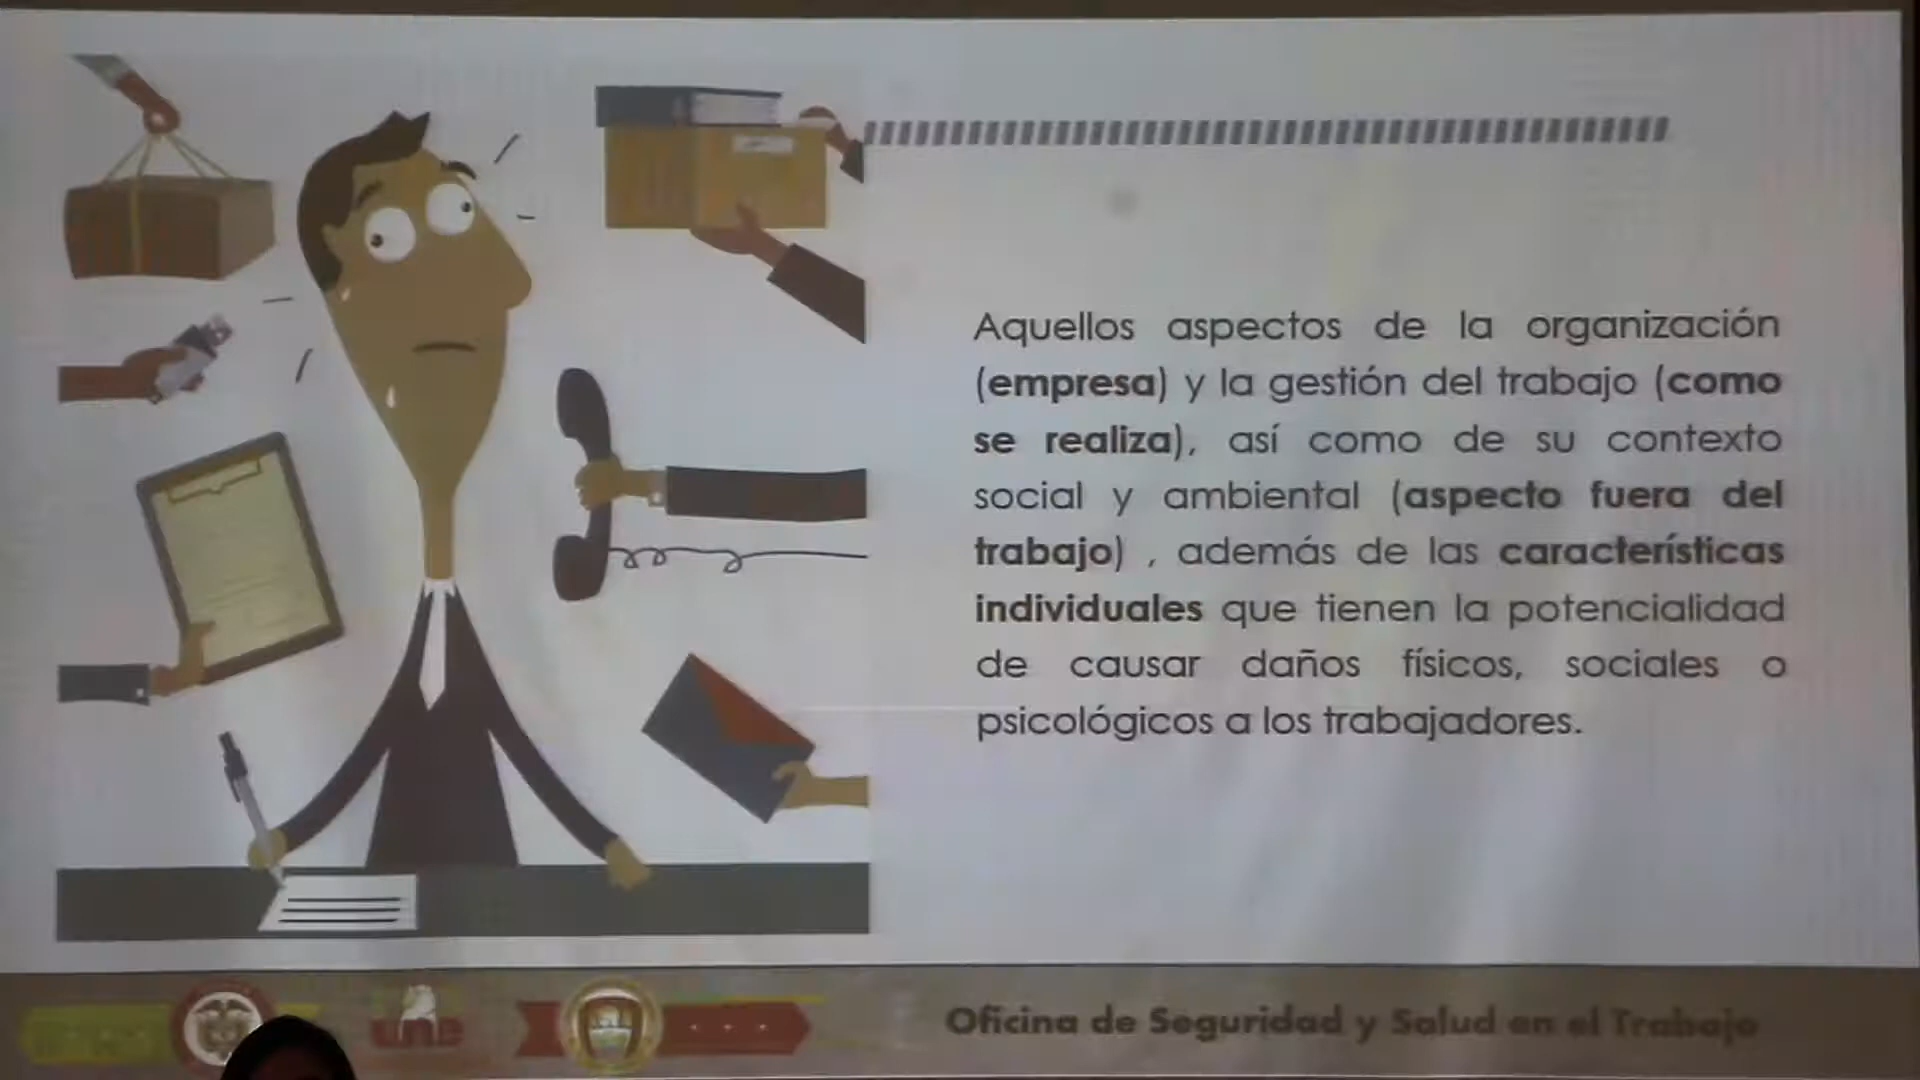 Aquellos aspectos de la organización
(empresa) y la gestión del trabajo (como
se realiza), así como de su contexto
social y ambiental (aspecto fuera del
trabajo) , además de las características
individuales que tienen la potencialidad
de causar daños físicos, sociales o
psicológicos a los trabajadores.
une
Oficina de Seguridad y Salud en el Trabajo